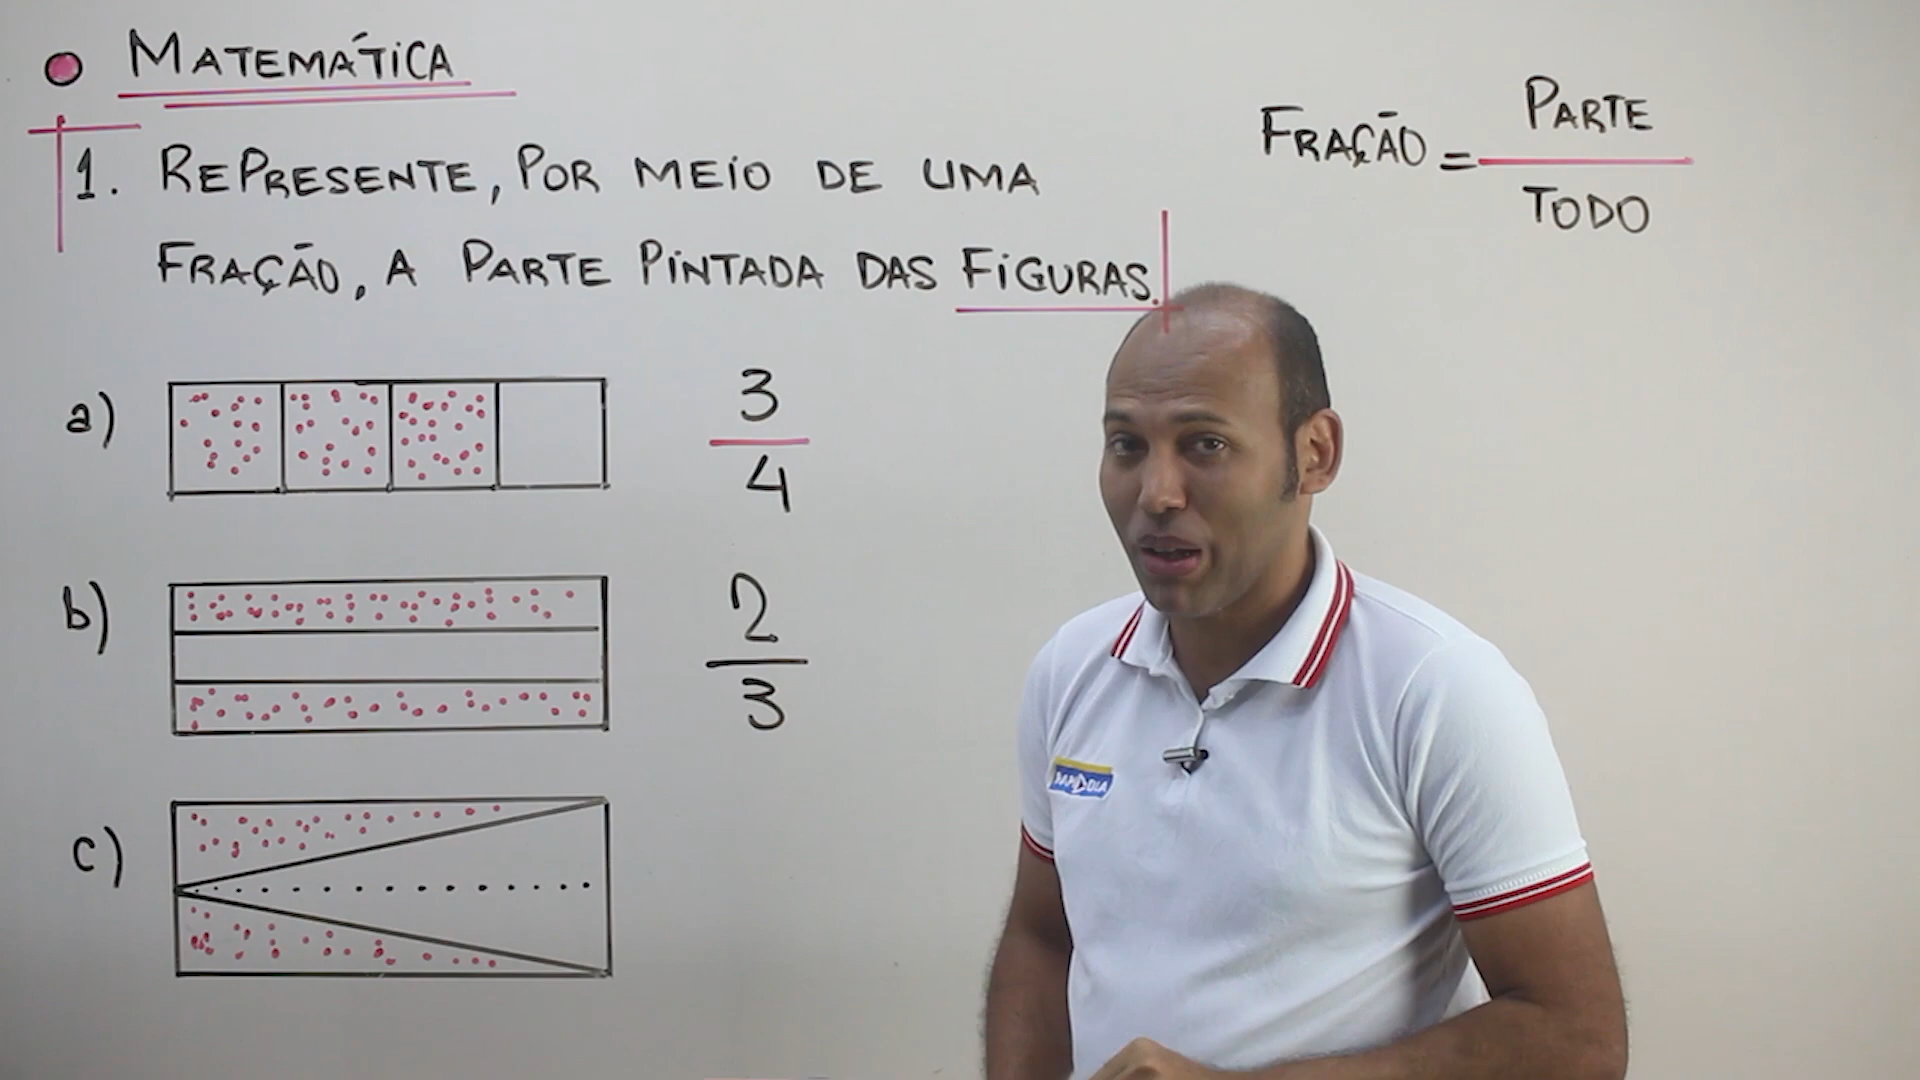 MATEMÁTICA
1. REPRESENTE, POR MEIO DE UMA
FRAÇÃO, A PARTE PINTADA DAS FIGURAS.
FRAÇÃO = PARTE
TODO
a)
3
4
b)
2
3
c)